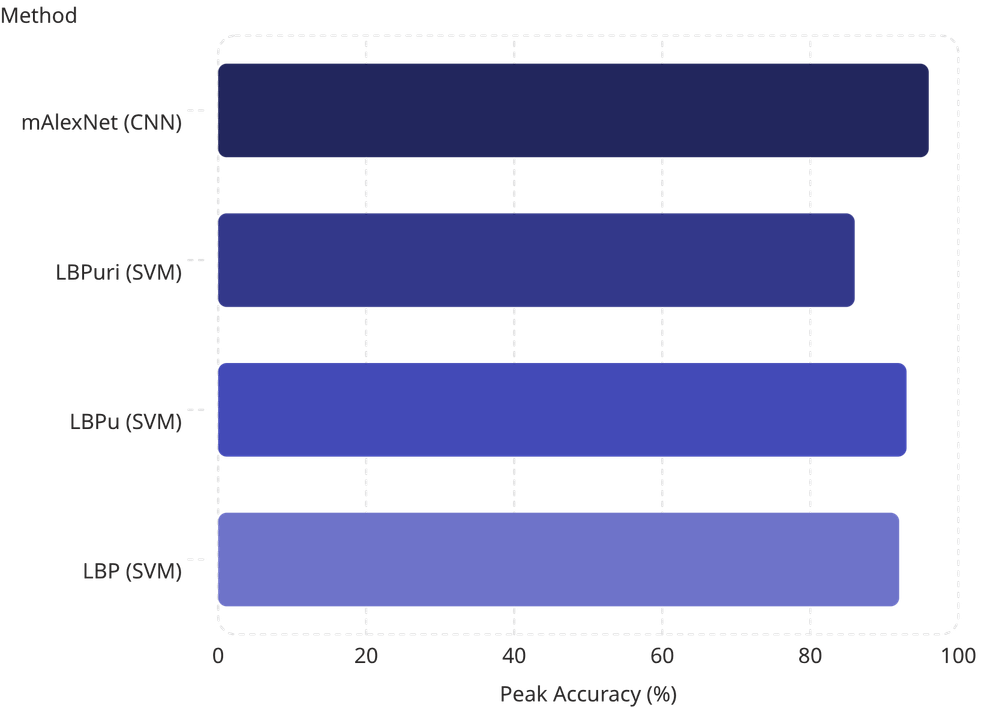 Method
mAlexNet (CNN)
LBPuri (SVM)
LBPu (SVM)
LBP (SVM)
0 20 40 60 80 100
Peak Accuracy (%)